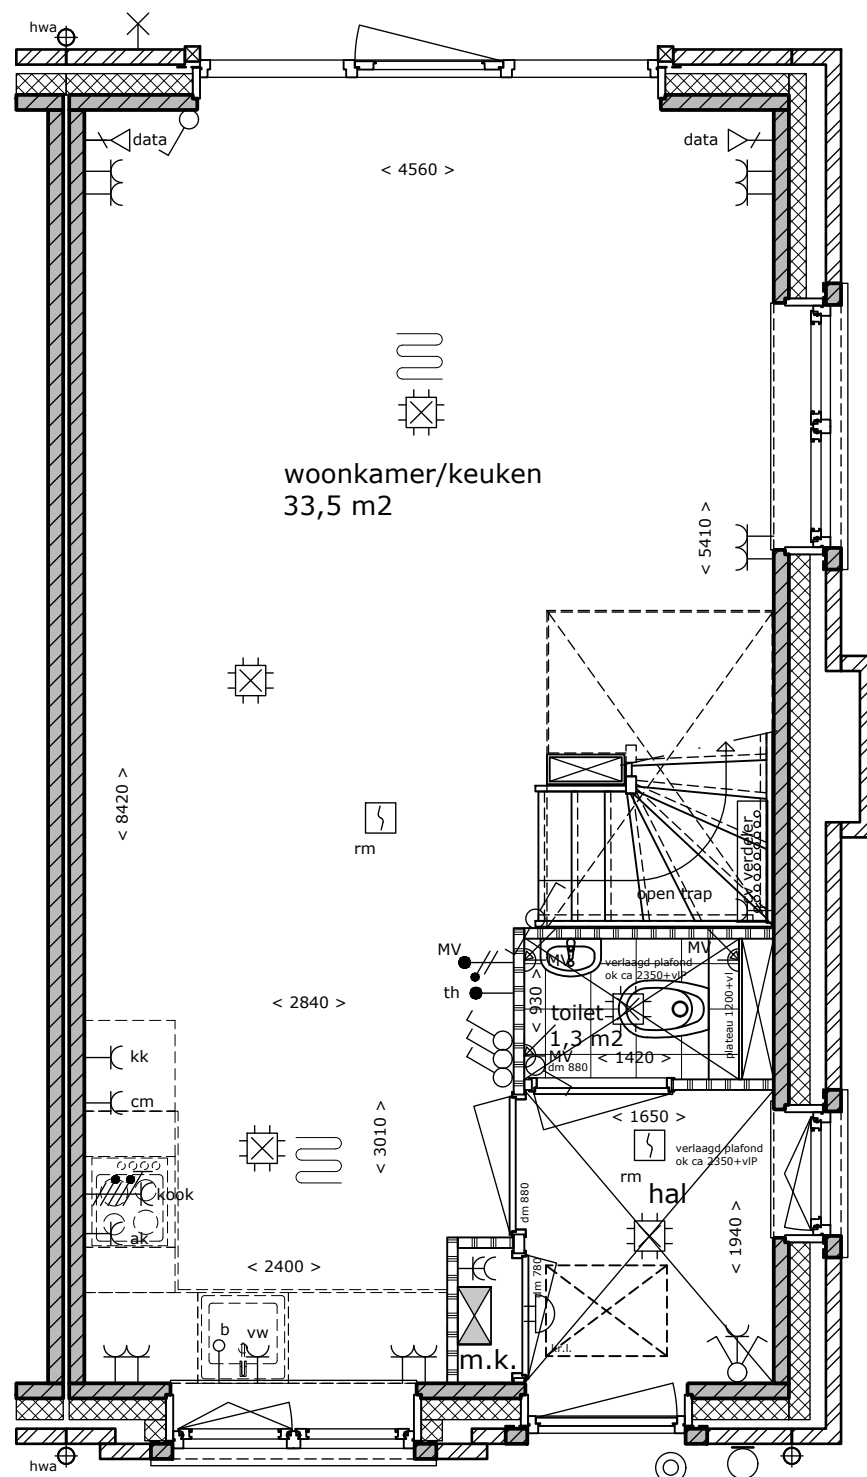 hwa
data
data
< 4560 >
woonkamer/keuken
33,5 m2
< 5410 >
< 8420 >
rm
cv verdeler
open trap
MV
MV
MV
verlaagd plafond
ok ca 2350+vlP
th
< 2840 >
< 930 >
toilet
1,3 m2
plateau 1200+vl
MV
< 1420 >
dm 880
kk
cm
< 3010 >
< 1650 >
verlaagd plafond
ok ca 2350+vlP
rm
hal
kook
dm 880
ak
< 1940 >
< 2400 >
dm 780
b
vw
m.k.
kr.l.
hwa